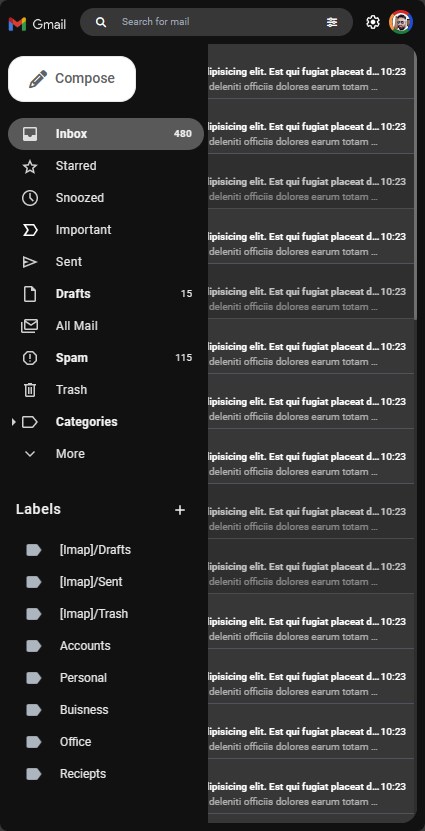 Gmail
Search for mail
Compose
Inbox 480
Starred
Snoozed
Important
Sent
Drafts 15
All Mail
Spam 115
Trash
Categories
More
Labels +
[Imap]/Drafts
[Imap]/Sent
[Imap]/Trash
Accounts
Personal
Buisness
Office
Reciepts
lipisicing elit. Est qui fugiat placeat d... 10:23
deleniti officiis dolores earum totam ...
dipisicing elit. Est qui fugiat placeat d... 10:23
deleniti officiis dolores earum totam ...
dipisicing elit. Est qui fugiat placeat d... 10:23
deleniti officiis dolores earum totam ...
dipisicing elit. Est qui fugiat placeat d... 10:23
deleniti officiis dolores earum totam ...
dipisicing elit. Est qui fugiat placeat d... 10:23
deleniti officiis dolores earum totam ...
dipisicing elit. Est qui fugiat placeat d... 10:23
deleniti officiis dolores earum totam ...
dipisicing elit. Est qui fugiat placeat d... 10:23
deleniti officiis dolores earum totam ...
dipisicing elit. Est qui fugiat placeat d... 10:23
deleniti officiis dolores earum totam ...
lipisicing elit. Est qui fugiat placeat d... 10:23
deleniti officiis dolores earum totam ...
dipisicing elit. Est qui fugiat placeat d... 10:23
deleniti officiis dolores earum totam ...
lipisicing elit. Est qui fugiat placeat d... 10:23
deleniti officiis dolores earum totam ...
lipisicing elit. Est qui fugiat placeat d... 10:23
deleniti officiis dolores earum totam ...
lipisicing elit. Est qui fugiat placeat d... 10:23
deleniti officiis dolores earum totam ...
lipisicing elit. Est qui fugiat placeat d... 10:23
deleniti officiis dolores earum totam ...